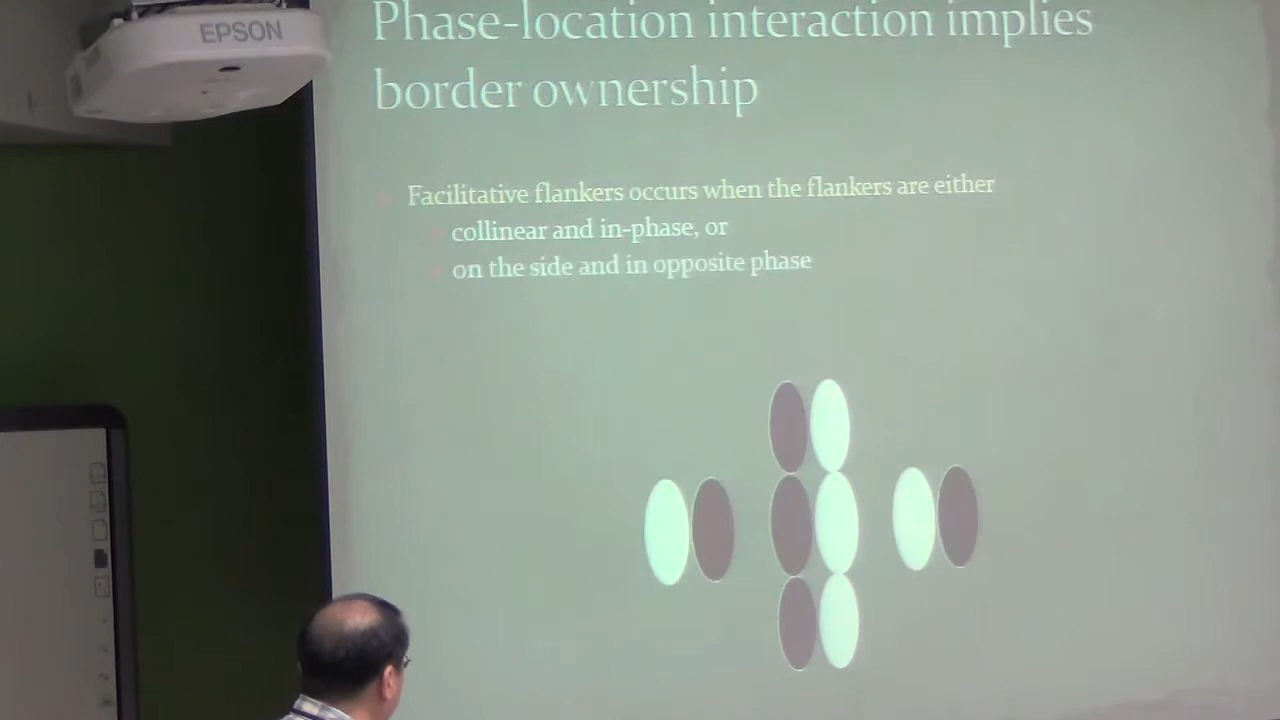 EPSON
Phase-location interaction implies
border ownership
Facilitative flankers occurs when the flankers are either
collinear and in-phase, or
on the side and in opposite phase